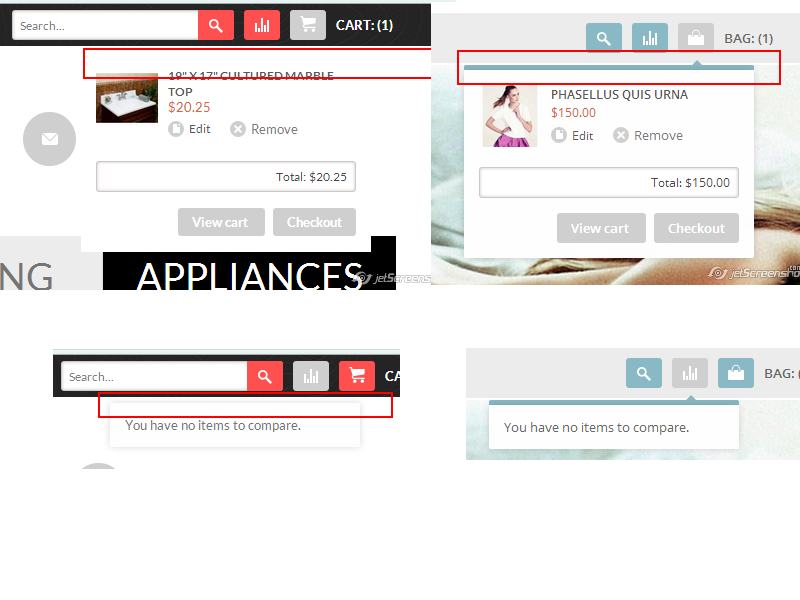 Search...
CART: (1)
19" X 17" CULTURED MARBLE
TOP
$20.25
Edit
Remove
Total: $20.25
View cart
Checkout
NG
APPLIANCES
BAG: (1)
PHASELLUS QUIS URNA
$150.00
Edit
Remove
Total: $150.00
View cart
Checkout
jetScreensho
.com
jetScreens
Search...
CA
You have no items to compare.
BAG: (
You have no items to compare.